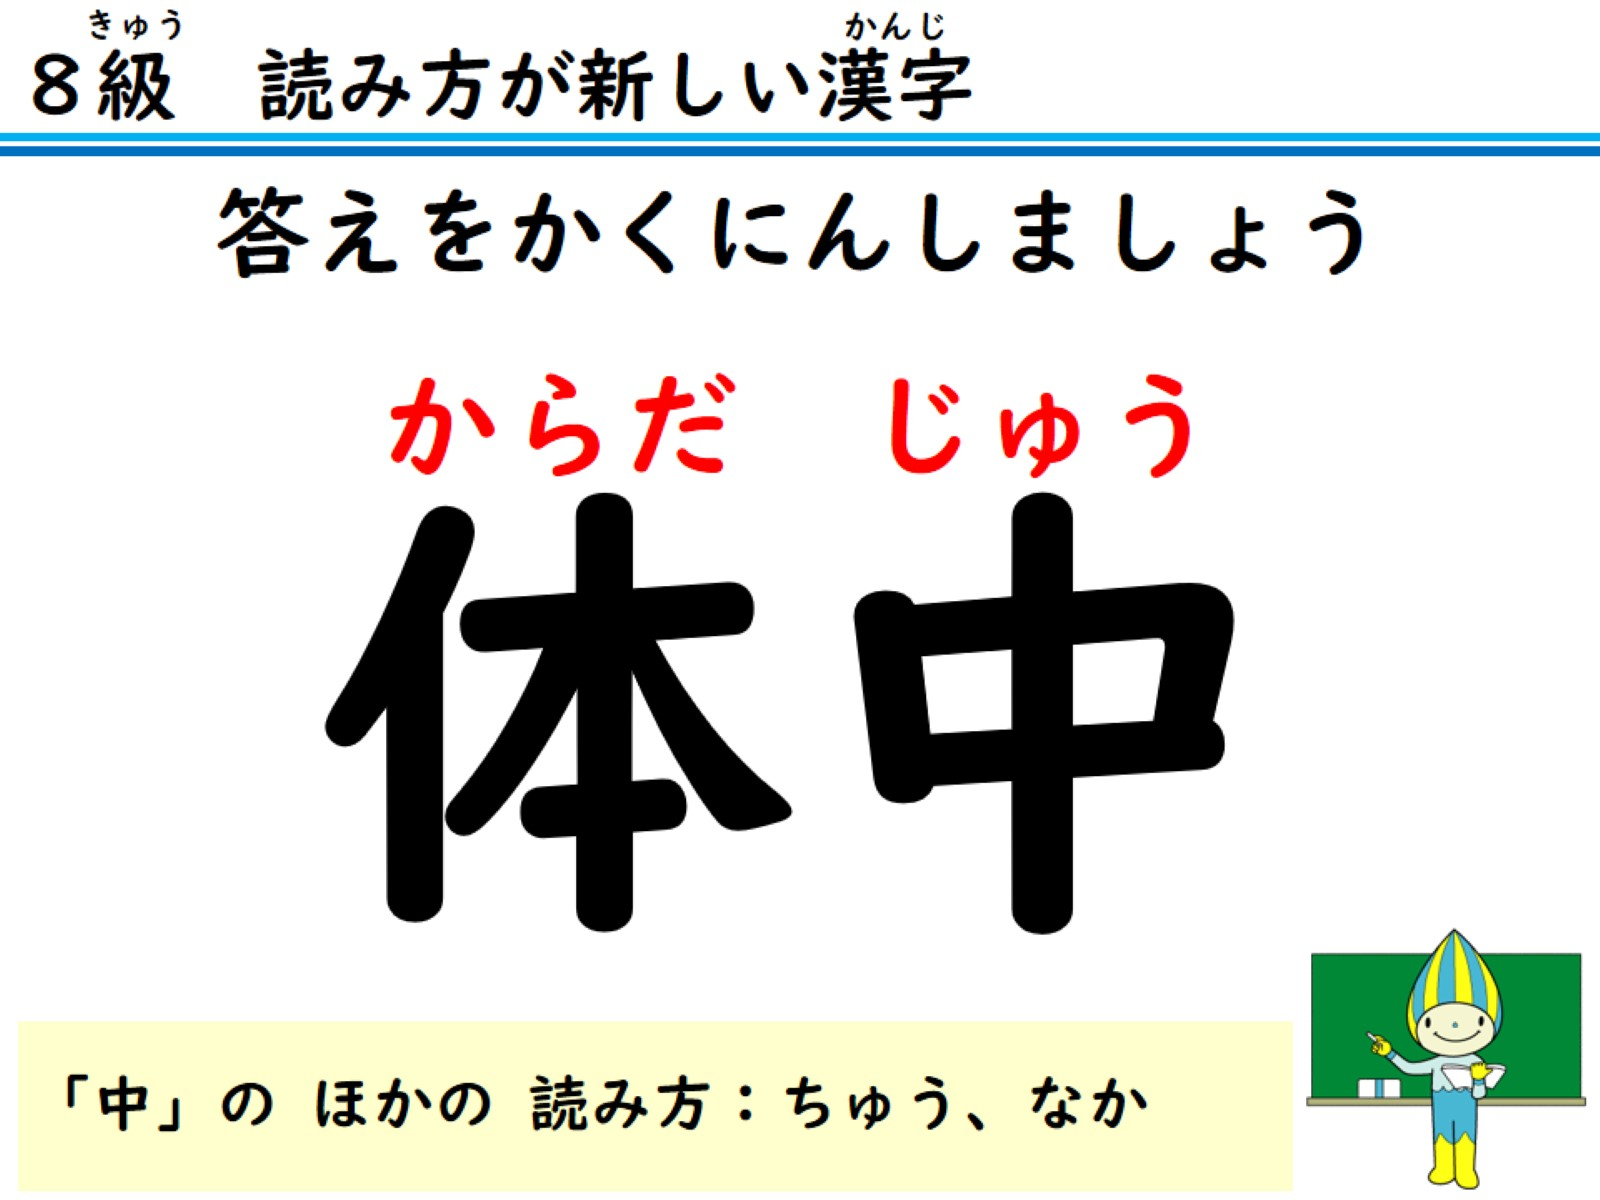 きゅう かんじ
8級 読み方が新しい漢字
答えをかくにんしましょう
からだ じゅう
体中
「中」の ほかの 読み方：ちゅう、なか